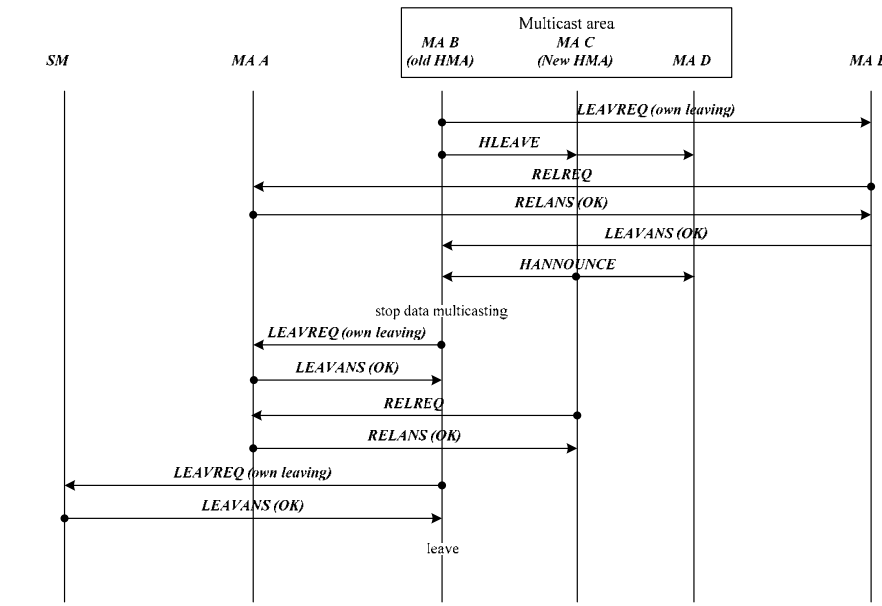 Multicast area
SM
MA A
MA B
(old HMA)
MA C
(New HMA)
MA D
MA
LEAVREQ (own leaving)
HLEAVE
RELREQ
RELANS (OK)
LEAVANS (OK)
HANNOUNCE
stop data multicasting
LEAVREQ (own leaving)
LEAVANS (OK)
RELREQ
RELANS (OK)
LEAVREQ (own leaving)
LEAVANS (OK)
leave